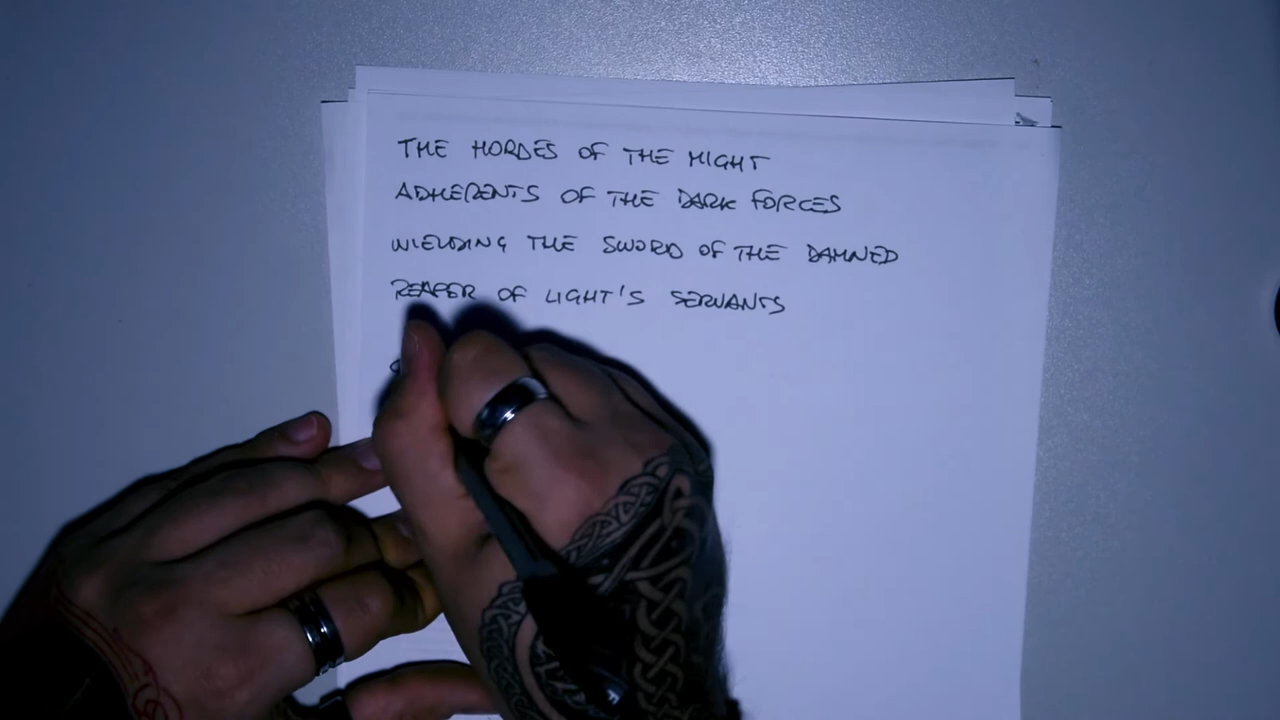 THE HORDES OF THE NIGHT
ADHERENTS OF THE DARK FORCES
WIELDING THE SWORD OF THE DAMNED
REAPER OF LIGHT'S SERVANTS